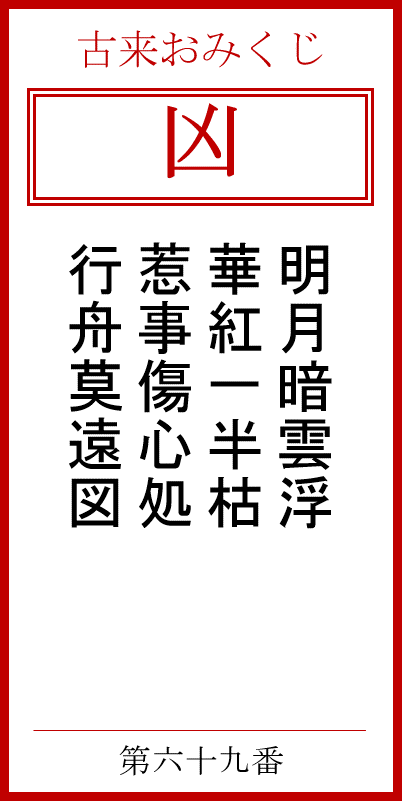 古来おみくじ
凶
明月暗雲浮
華紅一半枯
惹事傷心処
行舟莫遠図
第六十九番